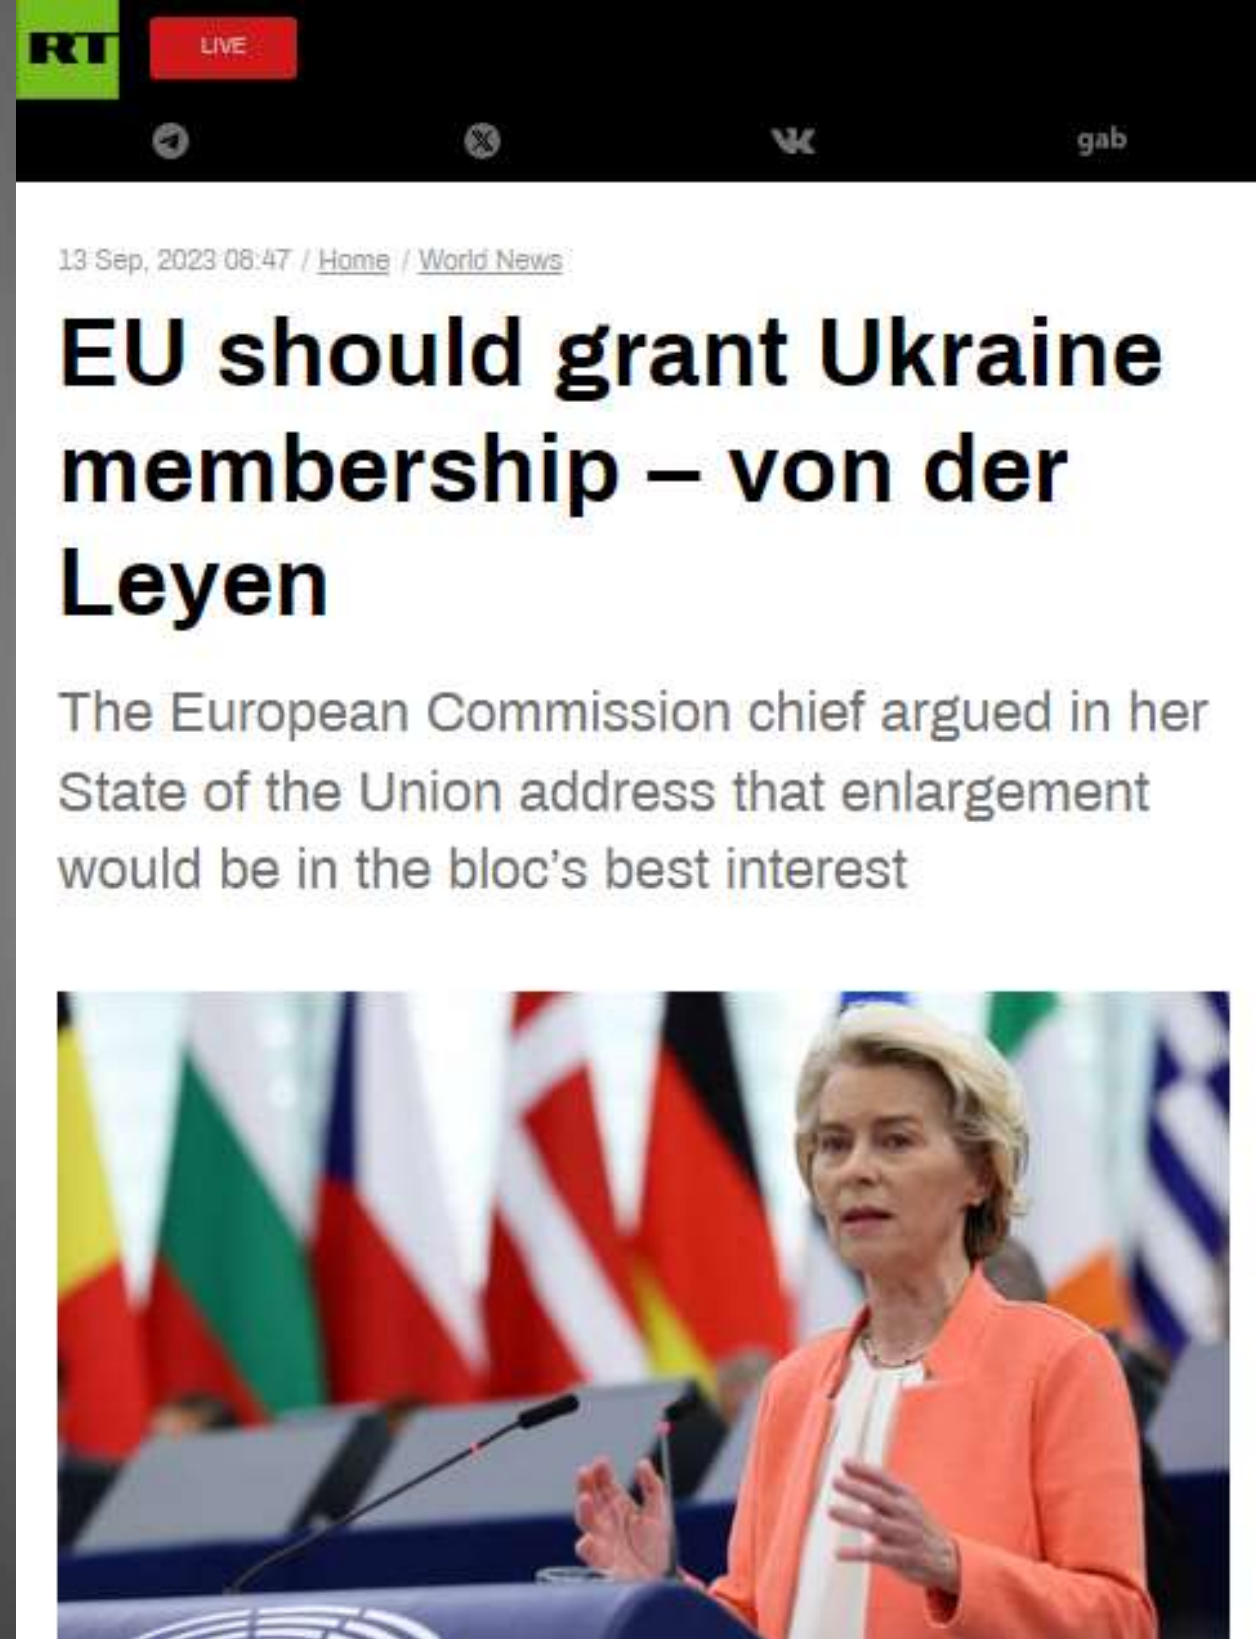 RT
LIVE
gab
13 Sep, 2023 08:47 / Home / World News
EU should grant Ukraine
membership – von der
Leyen
The European Commission chief argued in her
State of the Union address that enlargement
would be in the bloc’s best interest